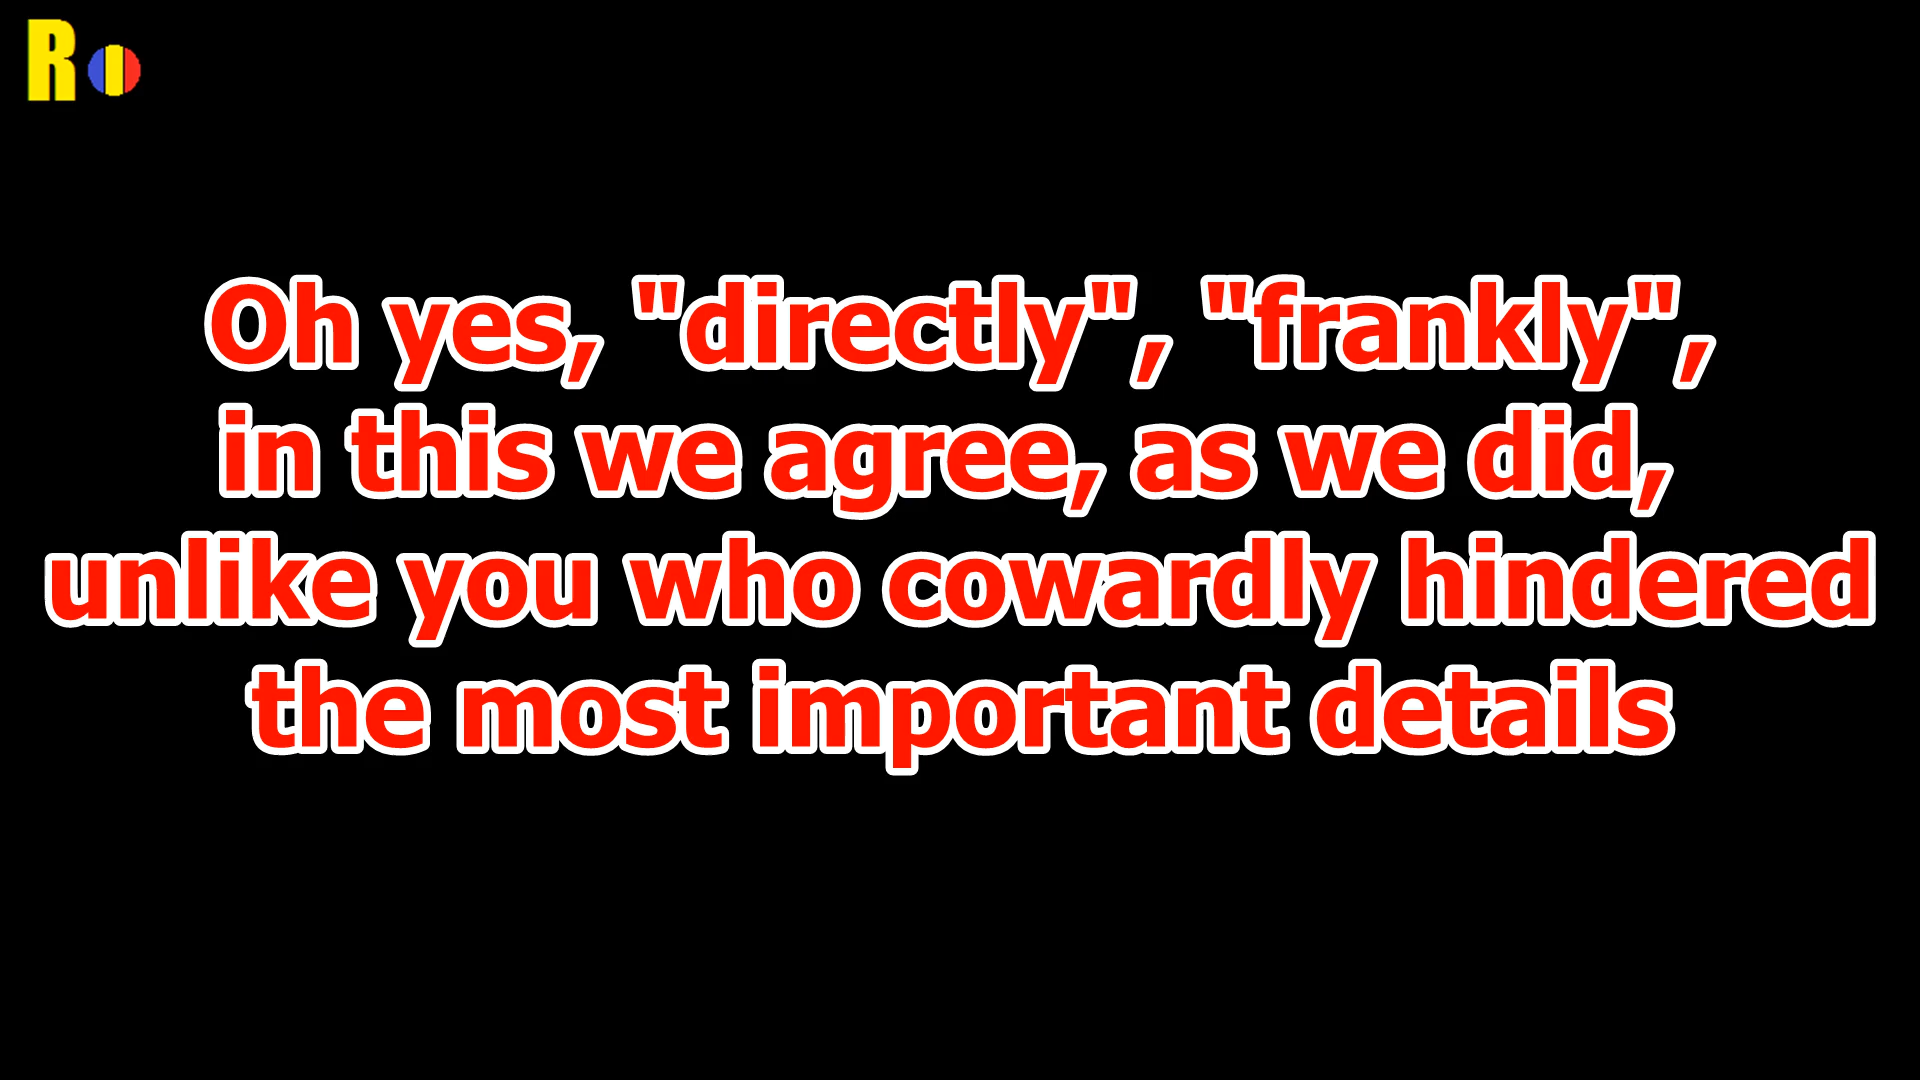 RO
Oh yes, "directly", "frankly",
in this we agree, as we did,
unlike you who cowardly hindered
the most important details